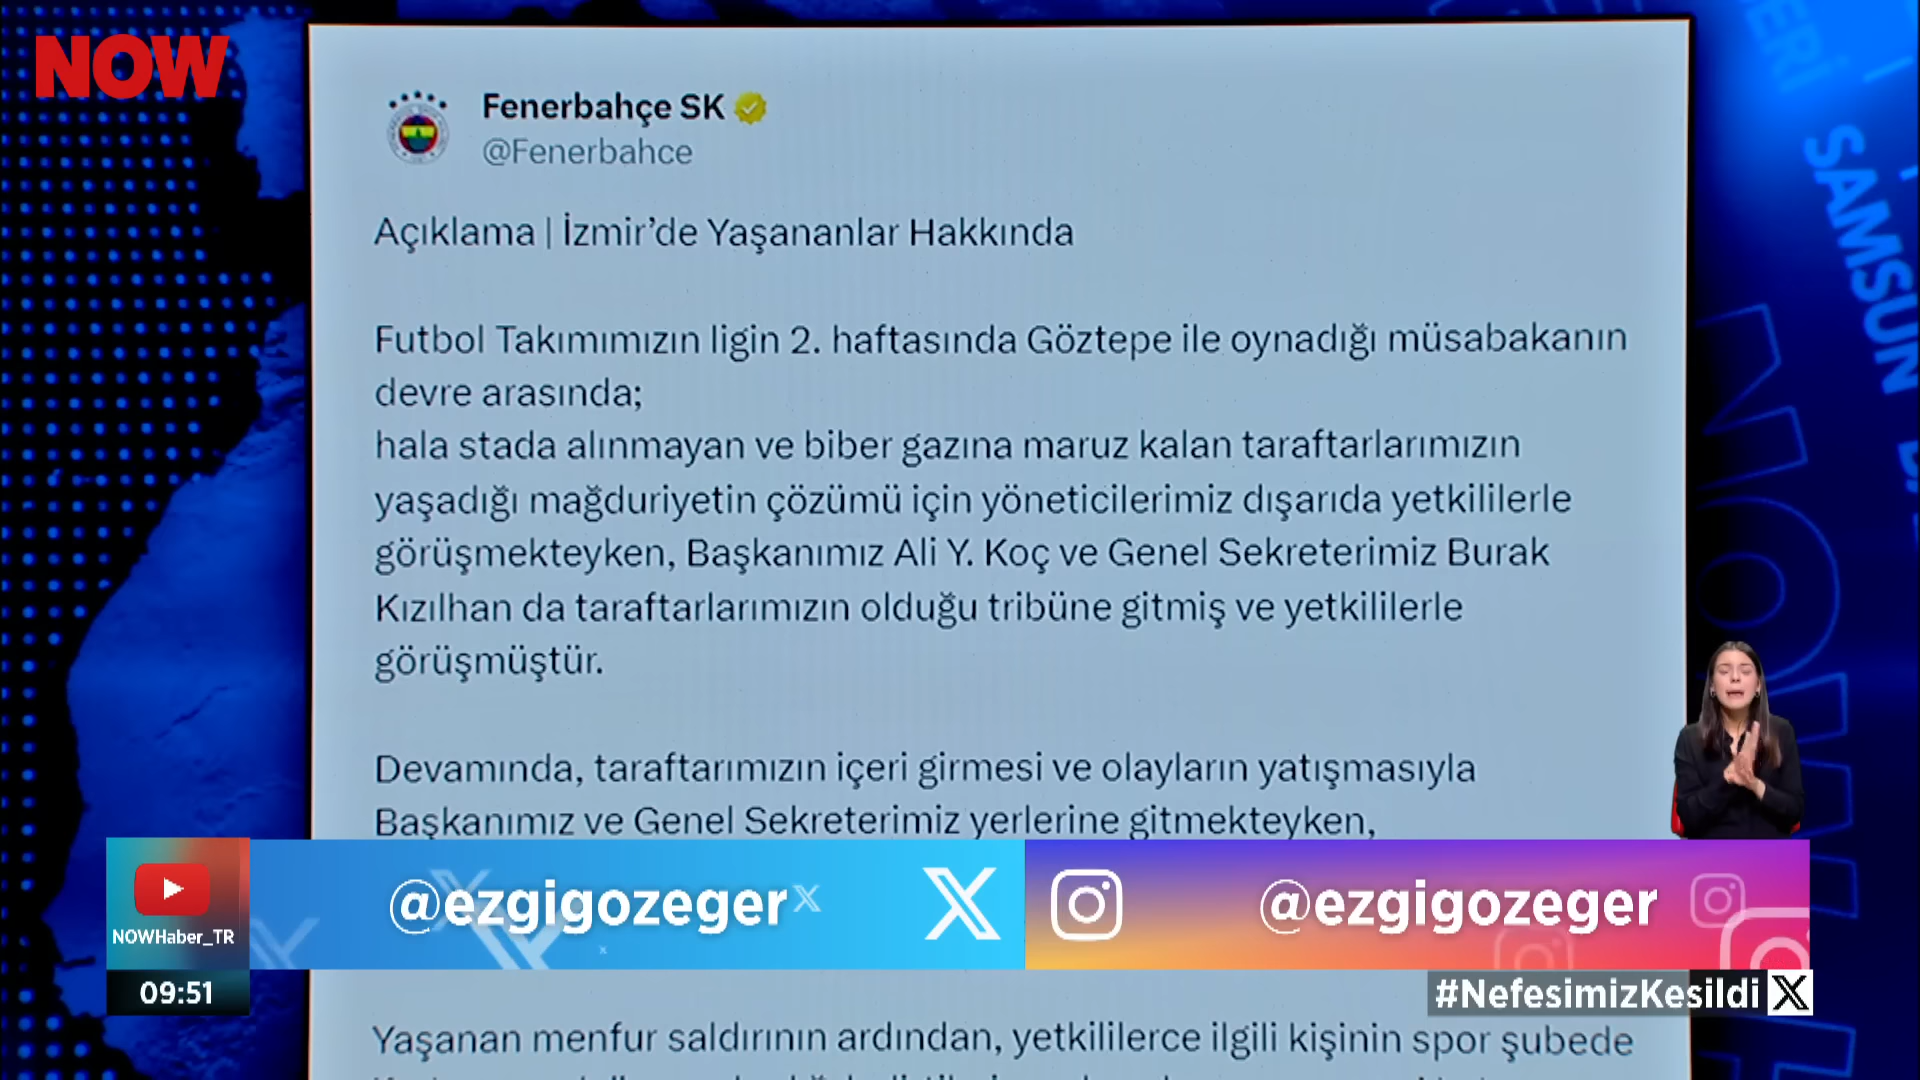 NOW
Fenerbahçe SK
@Fenerbahce
Açıklama | İzmir’de Yaşananlar Hakkında
Futbol Takımımızın ligin 2. haftasında Göztepe ile oynadığı müsabakanın
devre arasında;
hala stada alınmayan ve biber gazına maruz kalan taraftarlarımızın
yaşadığı mağduriyetin çözümü için yöneticilerimiz dışarıda yetkililerle
görüşmekteyken, Başkanımız Ali Y. Koç ve Genel Sekreterimiz Burak
Kızılhan da taraftarlarımızın olduğu tribüne gitmiş ve yetkililerle
görüşmüştür.
Devamında, taraftarımızın içeri girmesi ve olayların yatışmasıyla
Başkanımız ve Genel Sekreterimiz yerlerine gitmekteyken,
NOWHaber_TR
@ezgigozeger
@ezgigozeger
09:51
#NefesimizKesildi
Yaşanan menfur saldırının ardından, yetkililerce ilgili kişinin spor şubede
SAMSUN
NOW